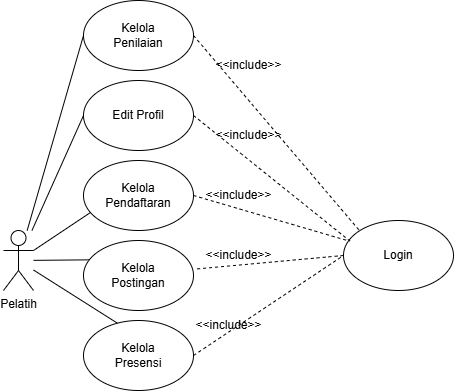 Kelola
Penilaian
<<include>>
Edit Profil
<<include>>
Kelola
Pendaftaran
<<include>>
Pelatih
Kelola
Postingan
<<include>>
Login
Kelola
Presensi
<<include>>